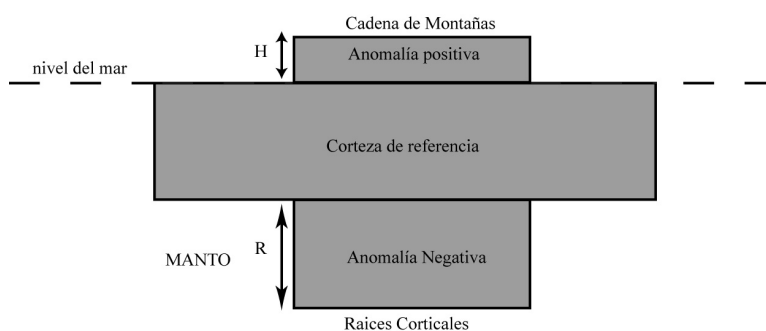 Cadena de Montañas
H
Anomalía positiva
nivel del mar
Corteza de referencia
MANTO
R
Anomalía Negativa
Raices Corticales